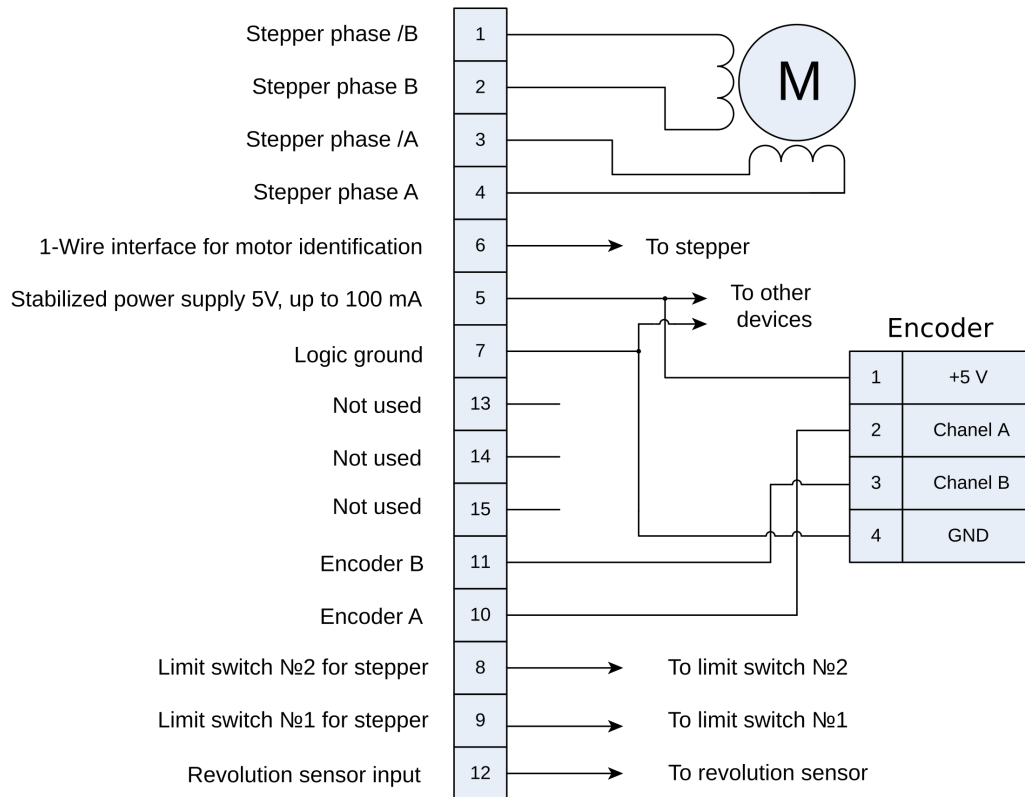 Stepper phase /B 1
Stepper phase B 2
M
Stepper phase /A 3
Stepper phase A 4
1-Wire interface for motor identification 6 To stepper
Stabilized power supply 5V, up to 100 mA 5 To other
devices
Encoder
Logic ground 7
1 +5 V
Not used 13
2 Chanel A
Not used 14
3 Chanel B
Not used 15
4 GND
Encoder B 11
Encoder A 10
Limit switch №2 for stepper 8 To limit switch №2
Limit switch №1 for stepper 9 To limit switch №1
Revolution sensor input 12 To revolution sensor